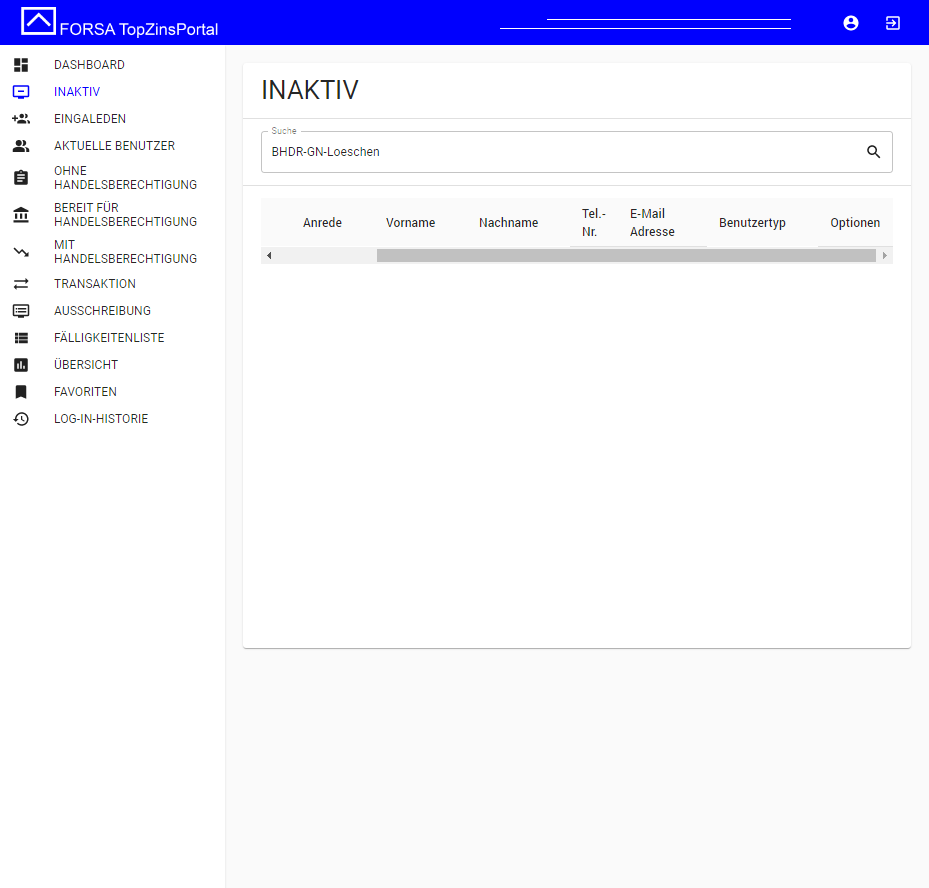 FORSA TopZinsPortal
DASHBOARD
INAKTIV
EINGALEDEN
AKTUELLE BENUTZER
OHNE
HANDELSBERECHTIGUNG
BEREIT FÜR
HANDELSBERECHTIGUNG
MIT
HANDELSBERECHTIGUNG
TRANSAKTION
AUSSCHREIBUNG
FÄLLIGKEITENLISTE
ÜBERSICHT
FAVORITEN
LOG-IN-HISTORIE
INAKTIV
Suche
BHDR-GN-Loeschen
Anrede Vorname Nachname Tel.-Nr. E-Mail Adresse Benutzertyp Optionen